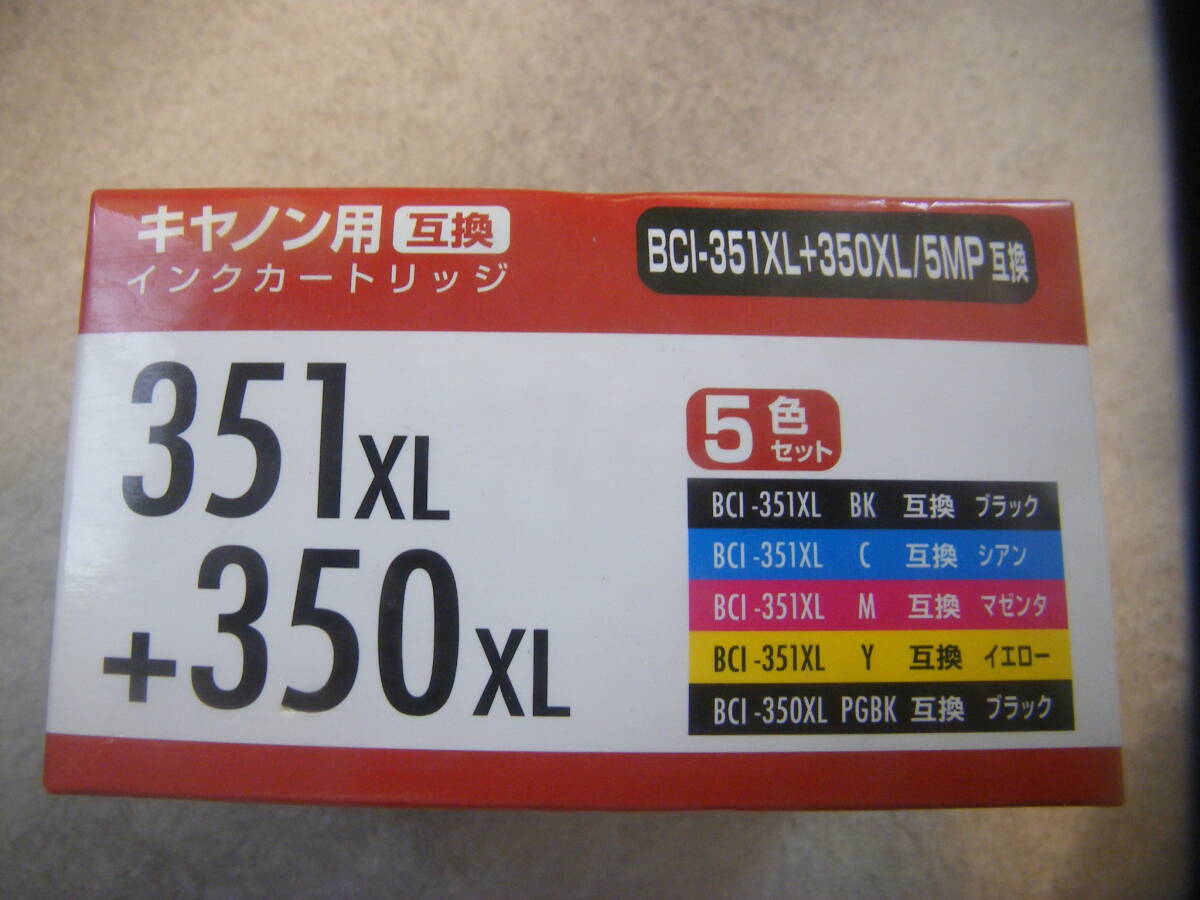 キヤノン用 互換
インクカートリッジ
BCI-351XL+350XL/5MP 互換
351XL
+350XL
5色セット
BCI-351XL BK 互換 ブラック
BCI-351XL C 互換 シアン
BCI-351XL M 互換 マゼンタ
BCI-351XL Y 互換 イエロー
BCI-350XL PGBK 互換 ブラック